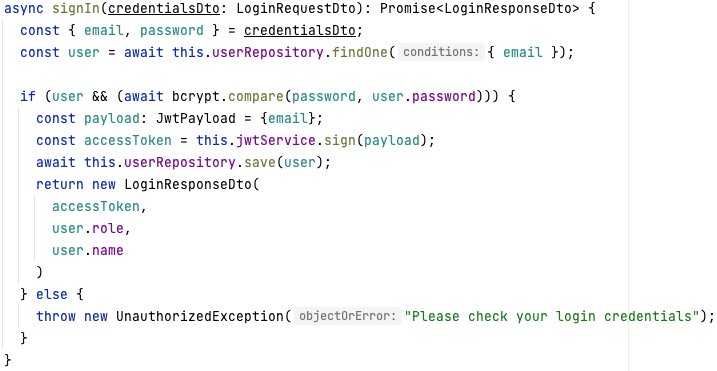 async signIn(credentialsDto: LoginRequestDto): Promise<LoginResponseDto> {
const { email, password } = credentialsDto;
const user = await this.userRepository.findOne( conditions: { email });
if (user && (await bcrypt.compare(password, user.password))) {
const payload: JwtPayload = {email};
const accessToken = this.jwtService.sign(payload);
await this.userRepository.save(user);
return new LoginResponseDto(
accessToken,
user.role,
user.name
)
} else {
throw new UnauthorizedException( objectOrError: "Please check your login credentials");
}
}